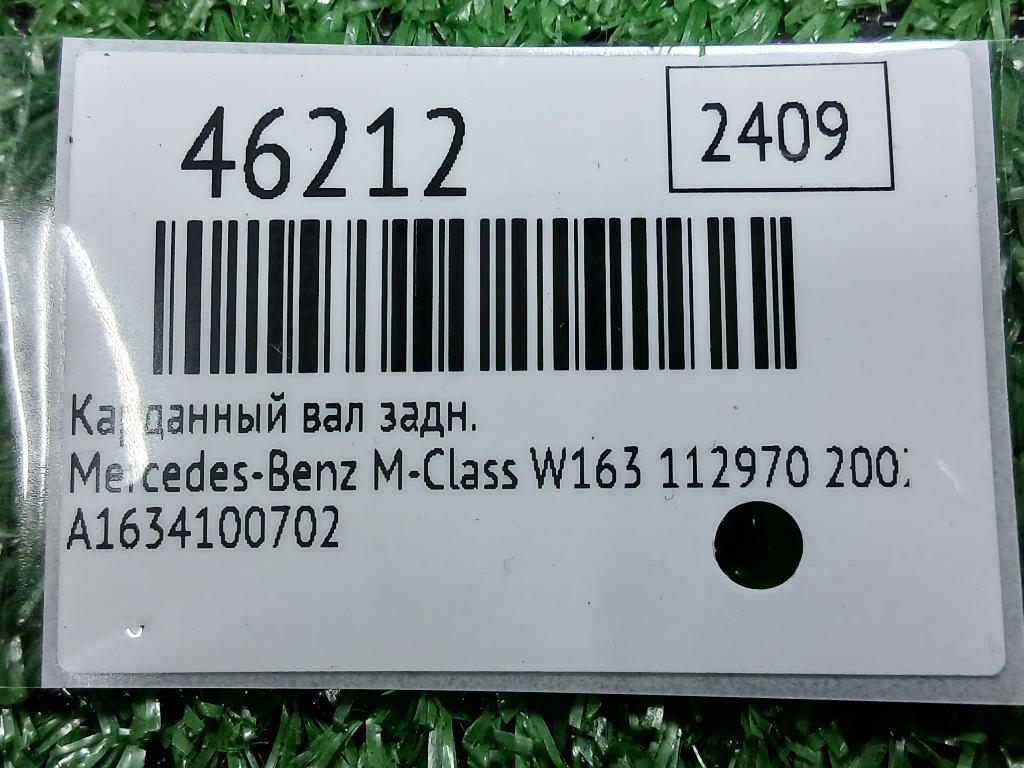 46212
2409
Карданный вал задн.
Mercedes-Benz M-Class W163 112970
A1634100702